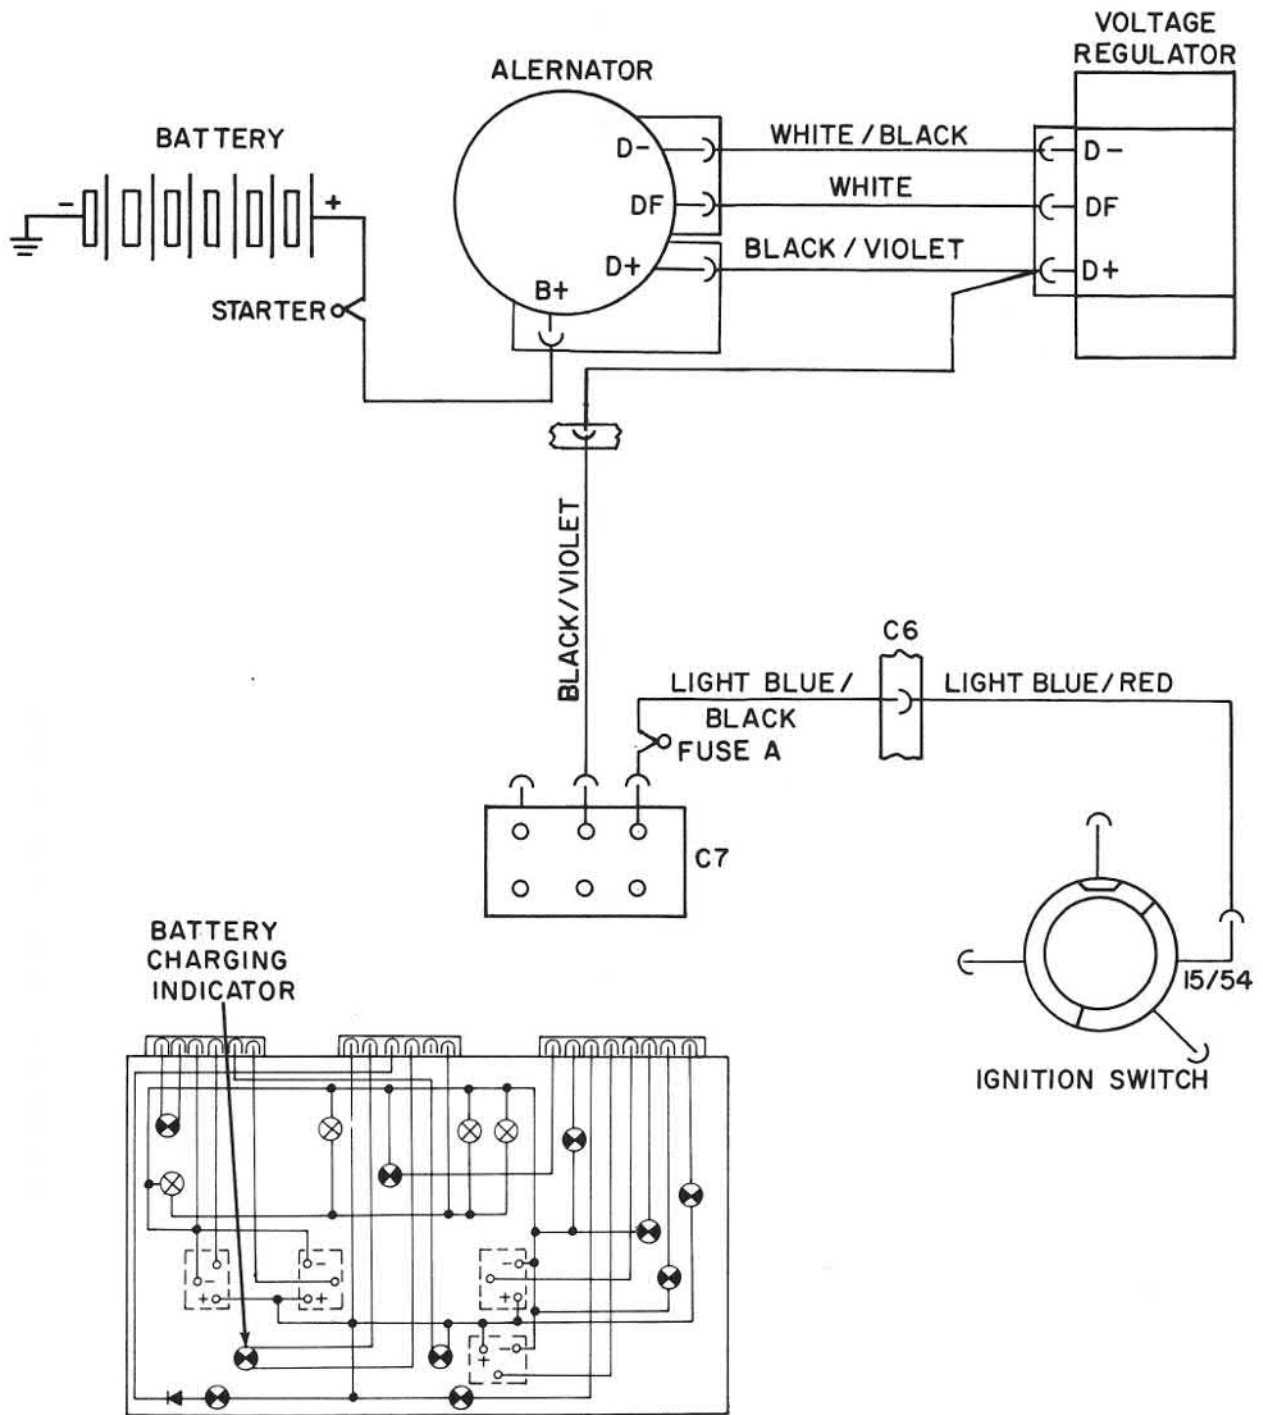 VOLTAGE
REGULATOR
ALERNATOR
BATTERY
D-
WHITE/BLACK
D-
- +
WHITE
DF
DF
BLACK/VIOLET
D+
D+
B+
STARTER
BLACK/VIOLET
C6
LIGHT BLUE/
LIGHT BLUE/RED
BLACK
FUSE A
C7
BATTERY
CHARGING
INDICATOR
15/54
IGNITION SWITCH
- - -
+ + +
+ -